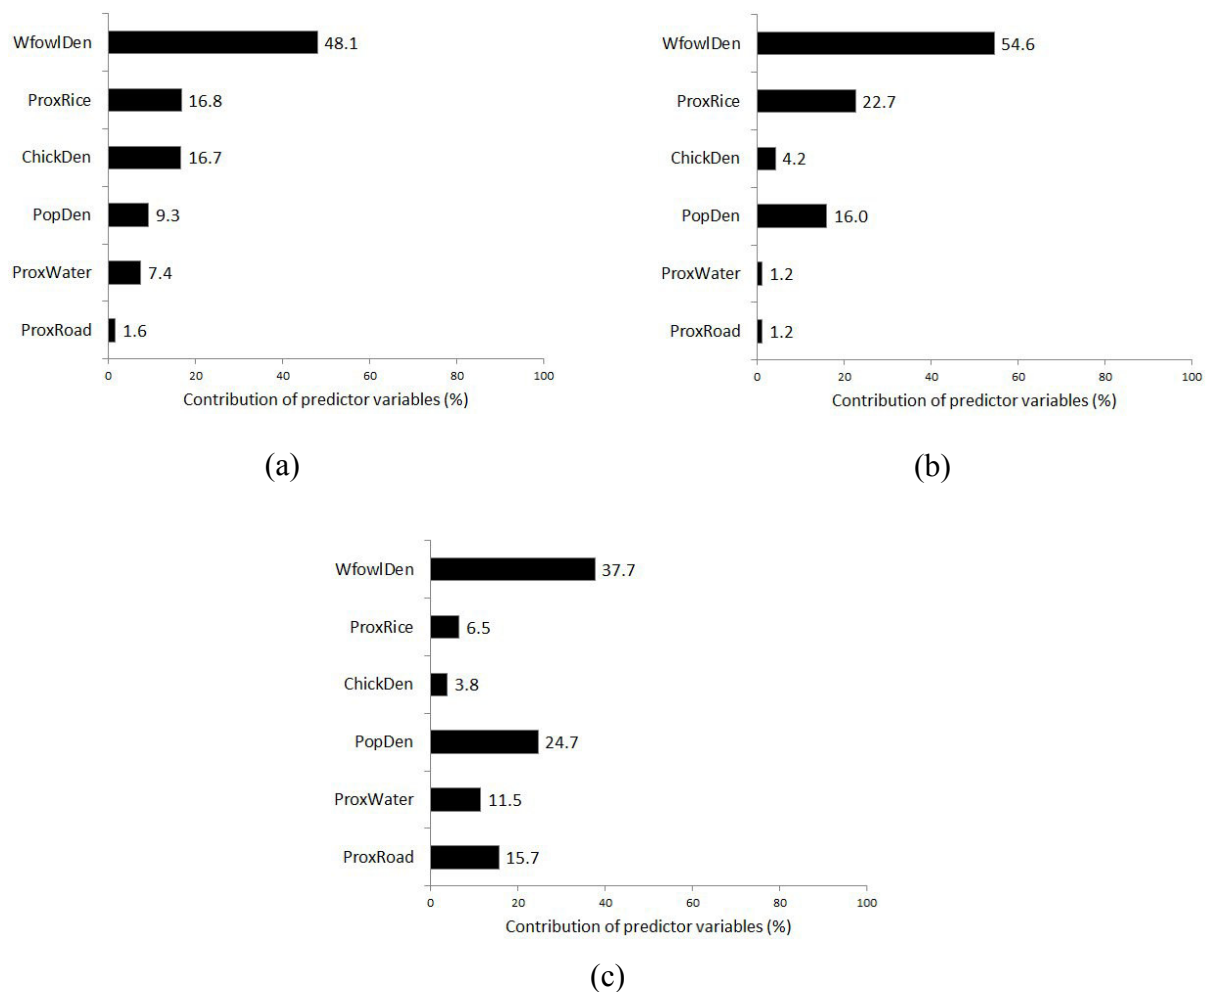 WfowlDen 48.1
ProxRice 16.8
ChickDen 16.7
PopDen 9.3
ProxWater 7.4
ProxRoad 1.6
0 20 40 60 80 100
Contribution of predictor variables (%)
(a)
WfowlDen 54.6
ProxRice 22.7
ChickDen 4.2
PopDen 16.0
ProxWater 1.2
ProxRoad 1.2
0 20 40 60 80 100
Contribution of predictor variables (%)
(b)
WfowlDen 37.7
ProxRice 6.5
ChickDen 3.8
PopDen 24.7
ProxWater 11.5
ProxRoad 15.7
0 20 40 60 80 100
Contribution of predictor variables (%)
(c)